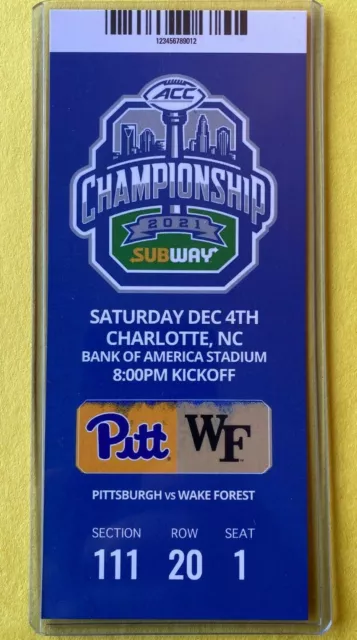 123456789012
ACC
CHAMPIONSHIP
2021
SUBWAY
SATURDAY DEC 4TH
CHARLOTTE, NC
BANK OF AMERICA STADIUM
8:00PM KICKOFF
Pitt WF
PITTSBURGH vs WAKE FOREST
SECTION ROW SEAT
111 20 1